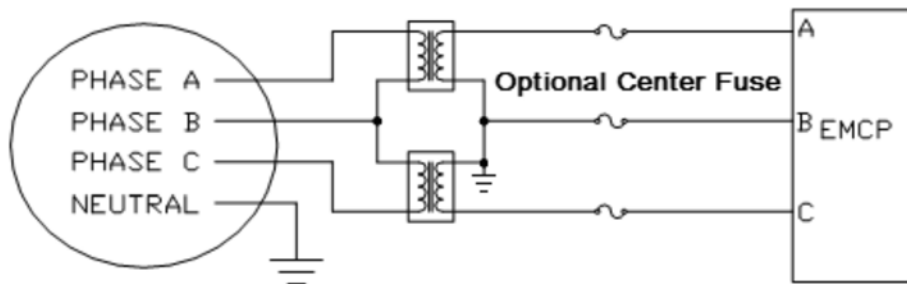 PHASE A
PHASE B
PHASE C
NEUTRAL
Optional Center Fuse
A
B
EMCP
C